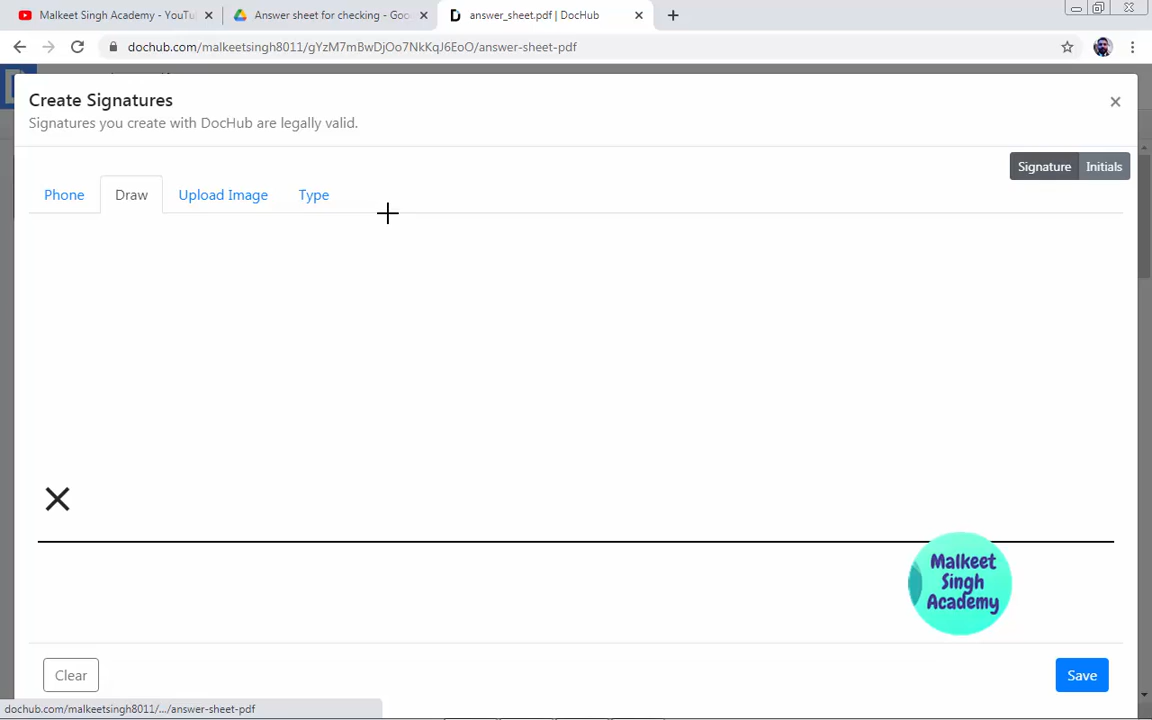 Malkeet Singh Academy - YouTu
Answer sheet for checking - Goo
answer_sheet.pdf | DocHub
dochub.com/malkeetsingh8011/gYzM7mBwDjOo7NkKqJ6EoO/answer-sheet-pdf
Create Signatures
Signatures you create with DocHub are legally valid.
Signature Initials
Phone Draw Upload Image Type
Malkeet
Singh
Academy
Clear Save
dochub.com/malkeetsingh8011/.../answer-sheet-pdf